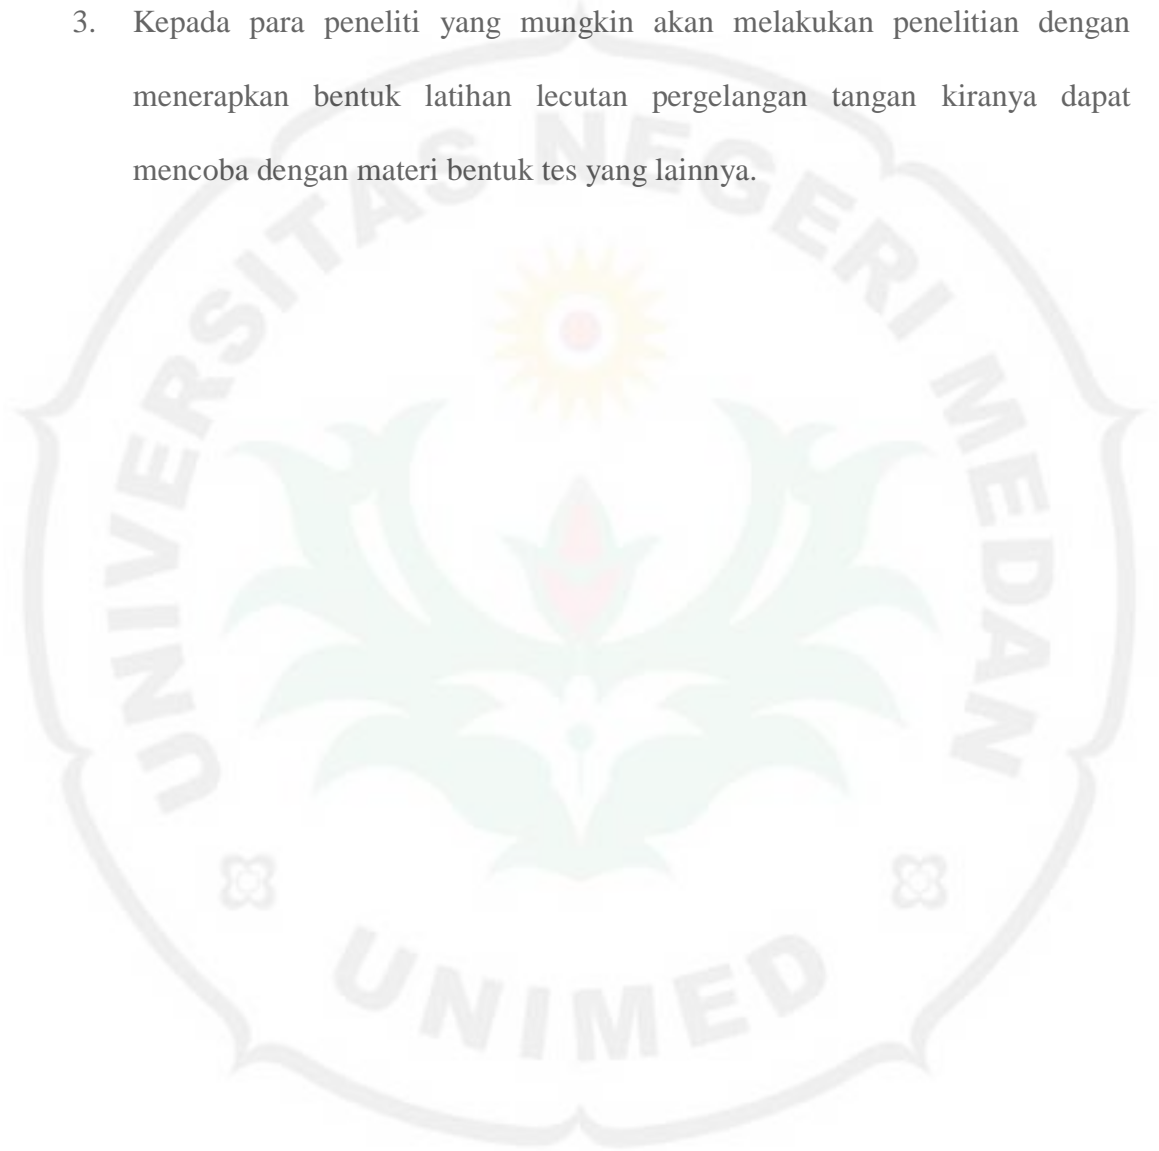 3. Kepada para peneliti yang mungkin akan melakukan penelitian dengan
menerapkan bentuk latihan lecutan pergelangan tangan kiranya dapat
mencoba dengan materi bentuk tes yang lainnya.
UNIVERSITAS NEGERI MEDAN
UNIMED